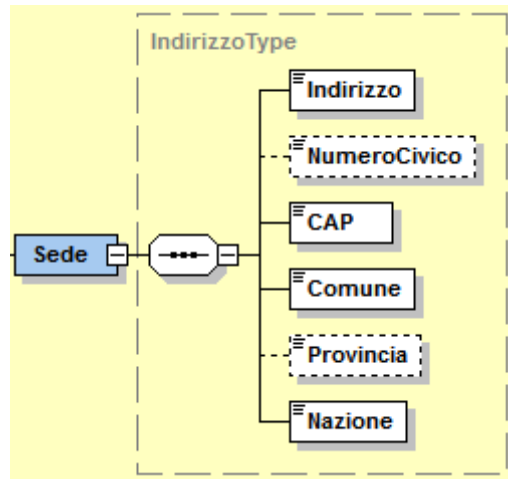 IndirizzoType
Indirizzo
NumeroCivico
CAP
Sede
Comune
Provincia
Nazione